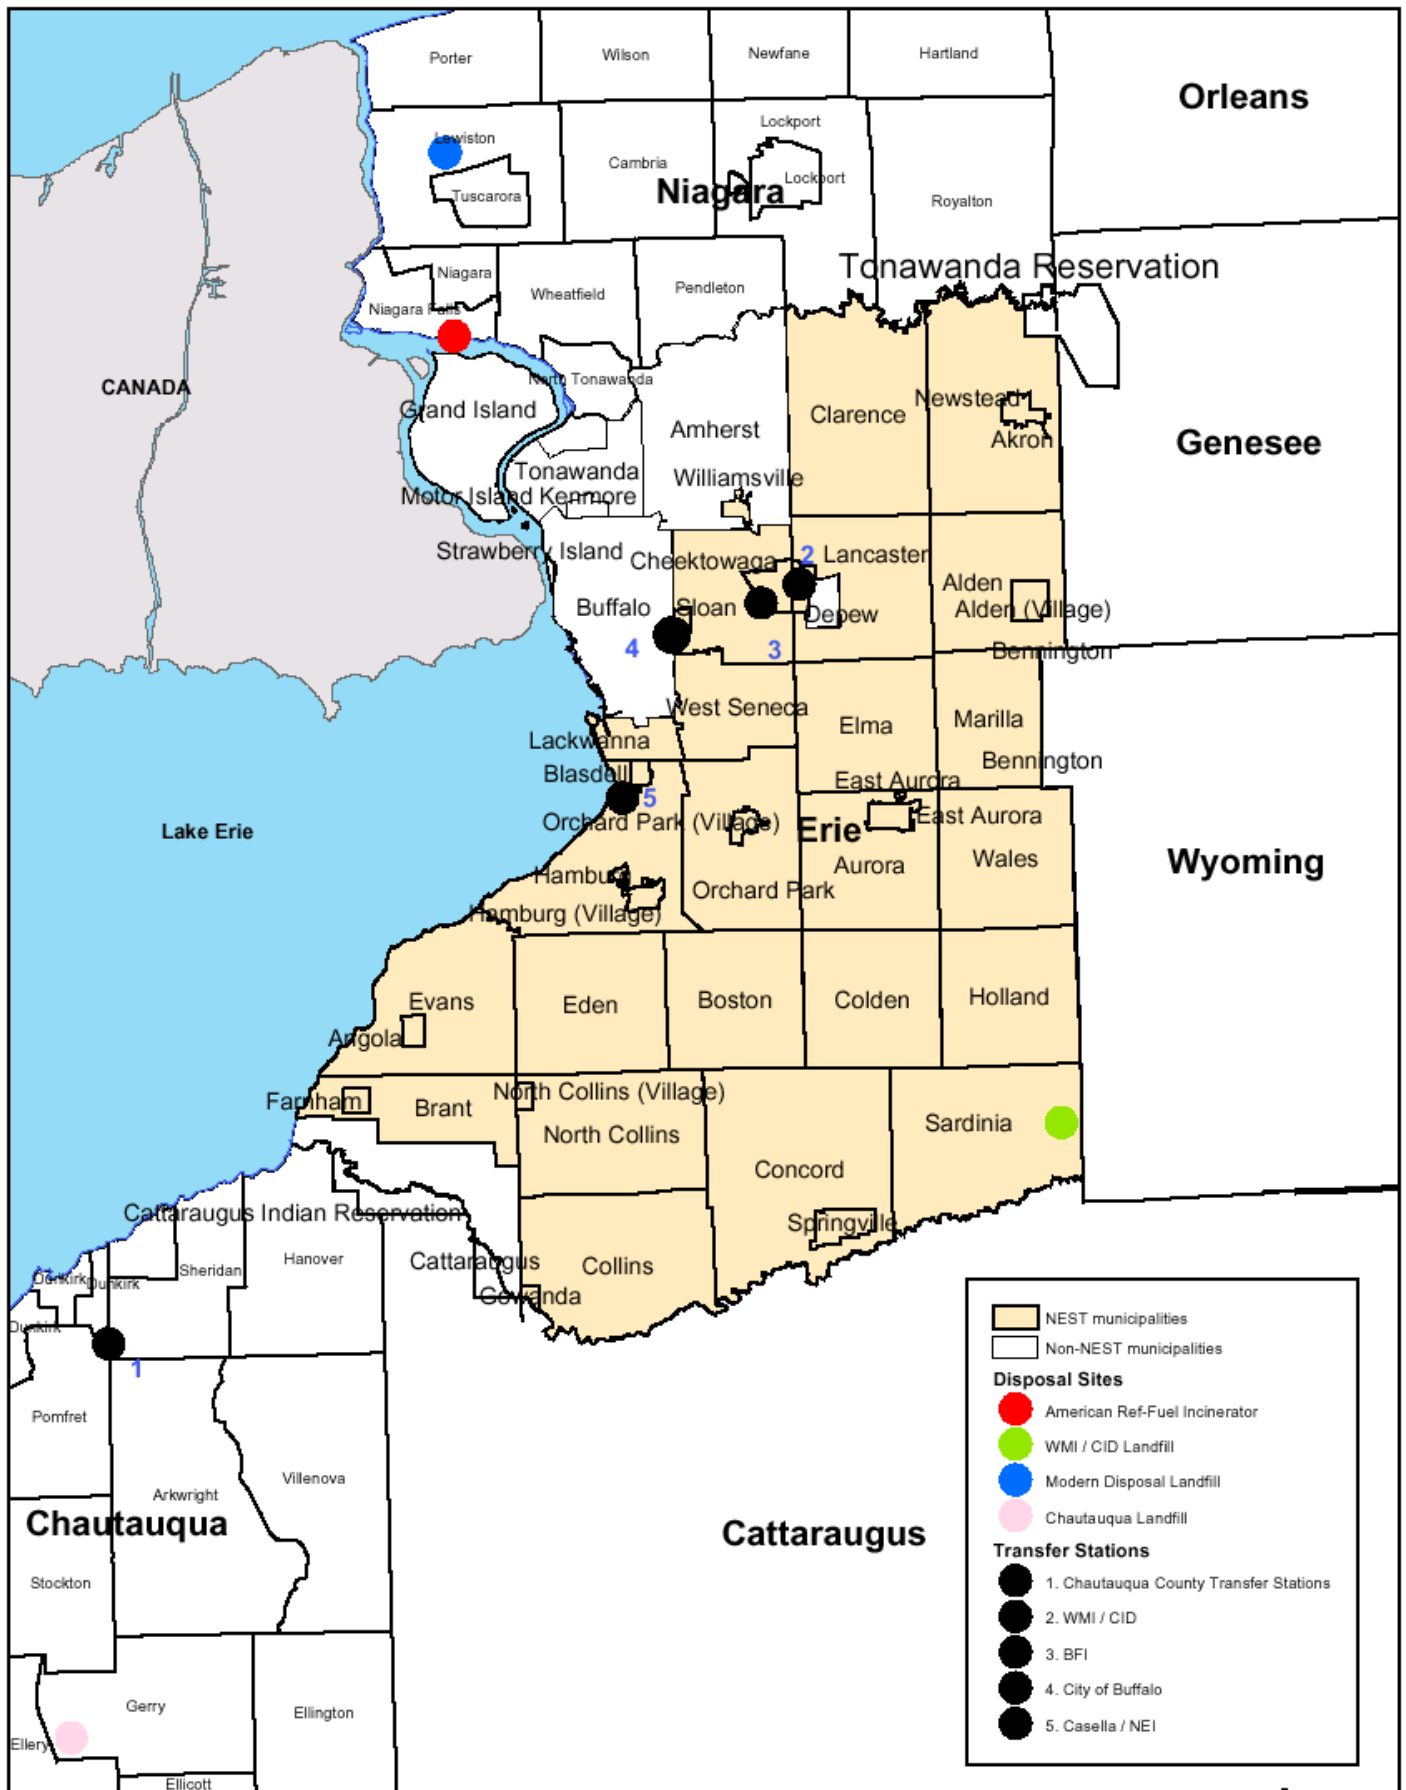 Porter
Wilson
Newfane
Hartland
Orleans
Lewiston
Lockport
Cambria
Lockport
Tuscarora
Niagara
Royalton
Tonawanda Reservation
Niagara
Wheatfield
Pendleton
Niagara Falls
CANADA
North Tonawanda
Grand Island
Amherst
Clarence
Newstead
Akron
Genesee
Tonawanda
Williamsville
Motor Island
Kenmore
Strawberry Island
Cheektowaga
2
Lancaster
Alden
Alden (Village)
Buffalo
Sloan
Depew
4
3
Bennington
West Seneca
Elma
Marilla
Lackwanna
Bennington
Blasdell
East Aurora
5
Orchard Park (Village)
Erie
East Aurora
Lake Erie
Aurora
Wales
Wyoming
Hamburg
Orchard Park
Hamburg (Village)
Evans
Eden
Boston
Colden
Holland
Angola
Farnham
Brant
North Collins (Village)
North Collins
Sardinia
Concord
Cattaraugus Indian Reservation
Springville
Hanover
Sheridan
Cattaraugus
Collins
Dunkirk
Dunkirk
Gowanda
Dunkirk
1
Pomfret
Villenova
Arkwright
Chautauqua
Cattaraugus
Stockton
Gerry
Ellington
Ellery
Ellicott
NEST municipalities
Non-NEST municipalities
Disposal Sites
American Ref-Fuel Incinerator
WMI / CID Landfill
Modern Disposal Landfill
Chautauqua Landfill
Transfer Stations
1. Chautauqua County Transfer Stations
2. WMI / CID
3. BFI
4. City of Buffalo
5. Casella / NEI